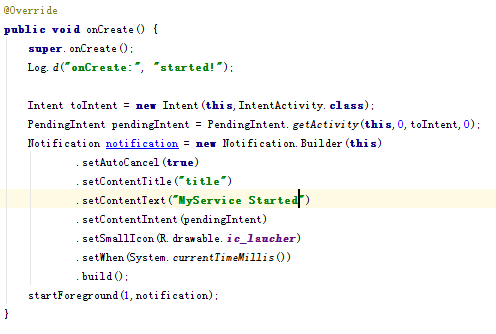 @Override
public void onCreate() {
    super.onCreate();
    Log.d("onCreate:", "started!");
    Intent toIntent = new Intent(this,IntentActivity.class);
    PendingIntent pendingIntent = PendingIntent.getActivity(this,0,toIntent,0);
    Notification notification = new Notification.Builder(this)
            .setAutoCancel(true)
            .setContentTitle("title")
            .setContentText("MyService Started")
            .setContentIntent(pendingIntent)
            .setSmallIcon(R.drawable.ic_laucher)
            .setWhen(System.currentTimeMillis())
            .build();
    startForeground(1,notification);
}